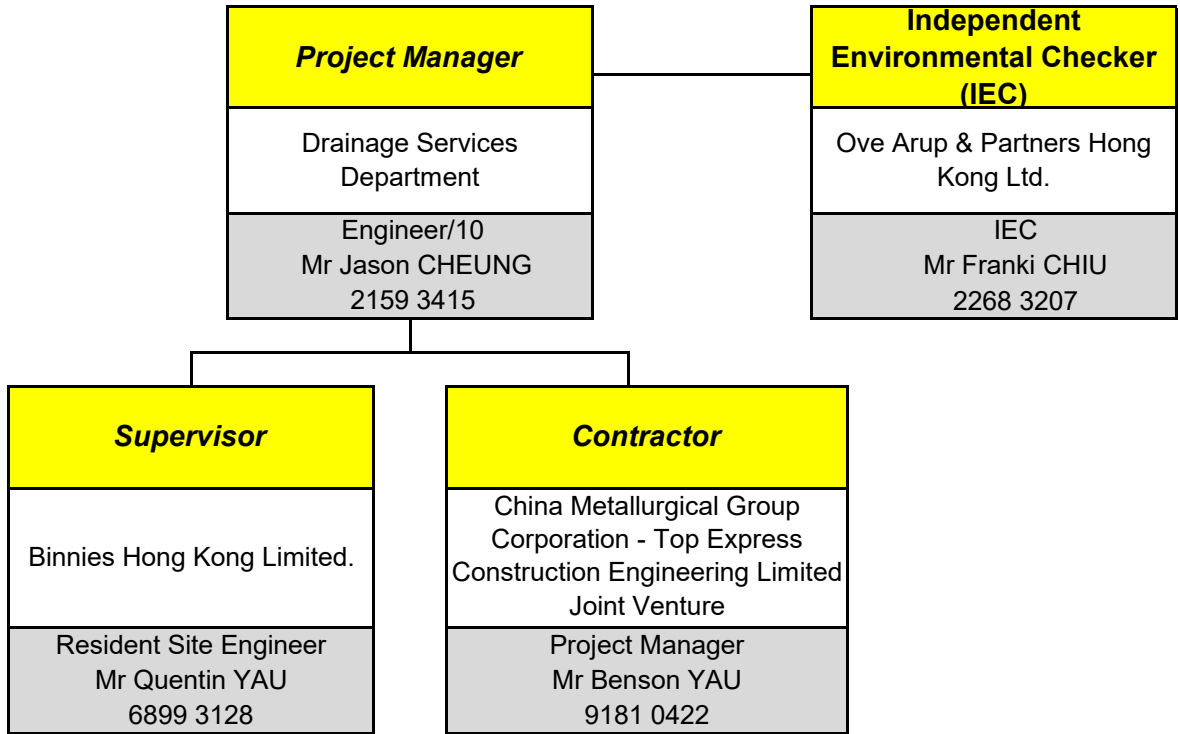 Project Manager
Drainage Services
Department
Engineer/10
Mr Jason CHEUNG
2159 3415
Independent
Environmental Checker
(IEC)
Ove Arup & Partners Hong
Kong Ltd.
IEC
Mr Franki CHIU
2268 3207
Supervisor
Binnies Hong Kong Limited.
Resident Site Engineer
Mr Quentin YAU
6899 3128
Contractor
China Metallurgical Group
Corporation - Top Express
Construction Engineering Limited
Joint Venture
Project Manager
Mr Benson YAU
9181 0422